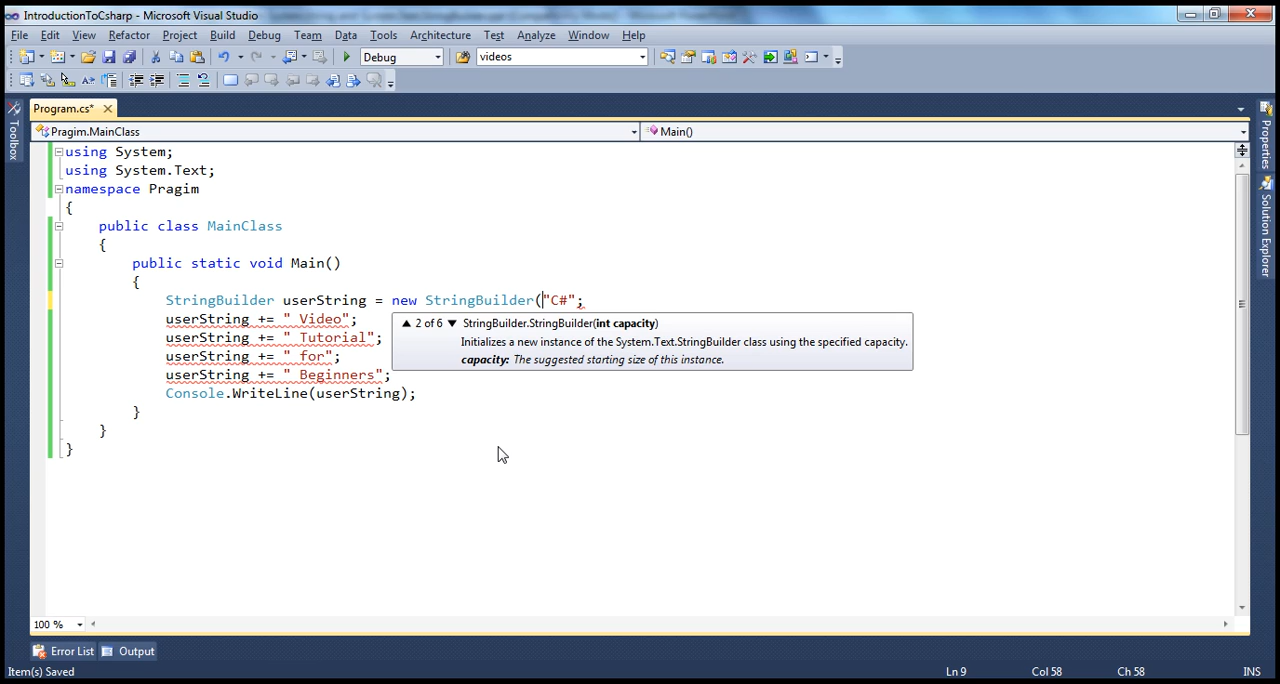 IntroductionToCsharp - Microsoft Visual Studio
File Edit View Refactor Project Build Debug Team Data Tools Architecture Test Analyze Window Help
Debug videos
Program.cs*
Pragim.MainClass Main()
Toolbox
Properties
Solution Explorer
using System;
using System.Text;
namespace Pragim
{
public class MainClass
{
public static void Main()
{
StringBuilder userString = new StringBuilder("C#";
userString += " Video";
userString += " Tutorial";
userString += " for";
userString += " Beginners";
Console.WriteLine(userString);
}
}
}
2 of 6 StringBuilder.StringBuilder(int capacity)
Initializes a new instance of the System.Text.StringBuilder class using the specified capacity.
capacity: The suggested starting size of this instance.
100 %
Error List Output
Item(s) Saved Ln 9 Col 58 Ch 58 INS